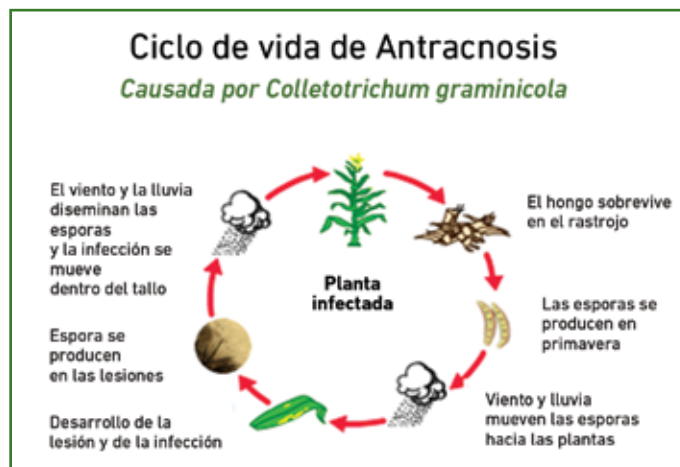 Ciclo de vida de Antracnosis
Causada por Colletotrichum graminicola
El viento y la lluvia
diseminan las
esporas
y la infección se
mueve
dentro del tallo
El hongo sobrevive
en el rastrojo
Planta
infectada
Las esporas se
producen en
primavera
Espora se
producen
en las lesiones
Viento y lluvia
mueven las esporas
hacia las plantas
Desarrollo de la
lesión y de la infección